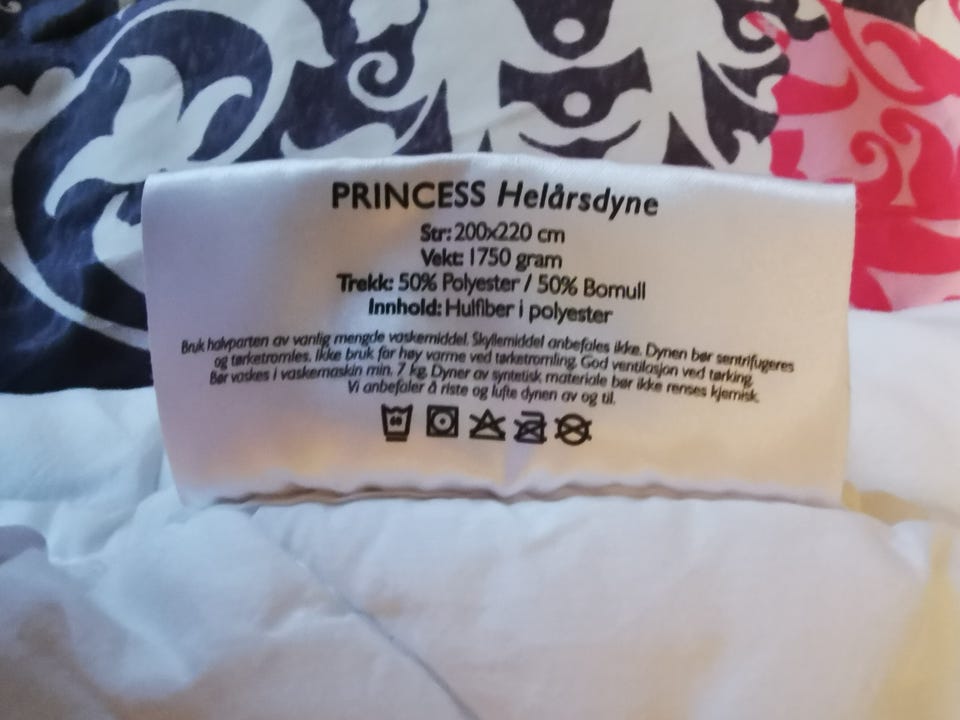 PRINCESS Helårsdyne
Str: 200x220 cm
Vekt: 1750 gram
Trekk: 50% Polyester / 50% Bomull
Innhold: Hulfiber i polyester
Bruk halvparten av vanlig mengde vaskemiddel. Skyllemiddel anbefales ikke. Dynen bør sentrifugeres
og tørketromles. Ikke bruk for høy varme ved tørketromling. God ventilasjon ved tørking.
Bør vaskes i vaskemaskin min. 7 kg. Dyner av syntetisk materiale bør ikke renses kjemisk.
Vi anbefaler å riste og lufte dynen av og til.